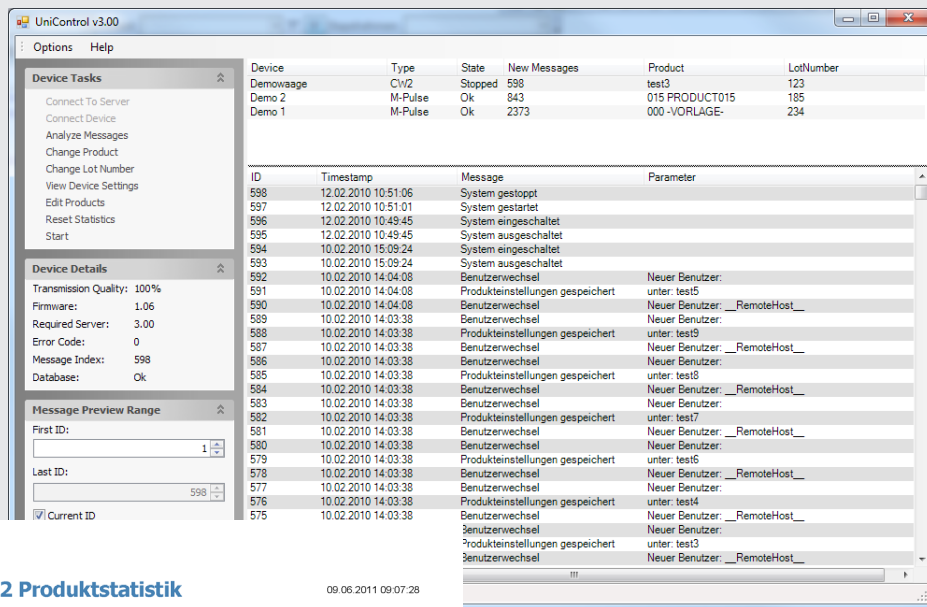 UniControl v3.00
Options Help
Device Tasks
Connect To Server
Connect Device
Analyze Messages
Change Product
Change Lot Number
View Device Settings
Edit Products
Reset Statistics
Start
Device Details
Transmission Quality: 100%
Firmware: 1.06
Required Server: 3.00
Error Code: 0
Message Index: 598
Database: Ok
Message Preview Range
First ID:
1
Last ID:
598
Current ID
Device Type State New Messages Product LotNumber
Demowaage CW2 Stopped 598 test3 123
Demo 2 M-Pulse Ok 843 015 PRODUCT015 185
Demo 1 M-Pulse Ok 2373 000 -VORLAGE- 234
ID Timestamp Message Parameter
598 12.02.2010 10:51:06 System gestoppt
597 12.02.2010 10:51:01 System gestartet
596 12.02.2010 10:49:45 System eingeschaltet
595 12.02.2010 10:49:45 System ausgeschaltet
594 10.02.2010 15:09:24 System eingeschaltet
593 10.02.2010 15:09:24 System ausgeschaltet
592 10.02.2010 14:04:08 Benutzerwechsel Neuer Benutzer:
591 10.02.2010 14:04:08 Produkteinstellungen gespeichert unter: test5
590 10.02.2010 14:04:08 Benutzerwechsel Neuer Benutzer: __RemoteHost__
589 10.02.2010 14:03:38 Benutzerwechsel Neuer Benutzer:
588 10.02.2010 14:03:38 Produkteinstellungen gespeichert unter: test9
587 10.02.2010 14:03:38 Benutzerwechsel Neuer Benutzer: __RemoteHost__
586 10.02.2010 14:03:38 Benutzerwechsel Neuer Benutzer:
585 10.02.2010 14:03:38 Produkteinstellungen gespeichert unter: test8
584 10.02.2010 14:03:38 Benutzerwechsel Neuer Benutzer: __RemoteHost__
583 10.02.2010 14:03:38 Benutzerwechsel Neuer Benutzer:
582 10.02.2010 14:03:38 Produkteinstellungen gespeichert unter: test7
581 10.02.2010 14:03:38 Benutzerwechsel Neuer Benutzer: __RemoteHost__
580 10.02.2010 14:03:38 Benutzerwechsel Neuer Benutzer:
579 10.02.2010 14:03:38 Produkteinstellungen gespeichert unter: test6
578 10.02.2010 14:03:38 Benutzerwechsel Neuer Benutzer: __RemoteHost__
577 10.02.2010 14:03:38 Benutzerwechsel Neuer Benutzer:
576 10.02.2010 14:03:38 Produkteinstellungen gespeichert unter: test4
575 10.02.2010 14:03:38 Benutzerwechsel Neuer Benutzer: __RemoteHost__
Benutzerwechsel Neuer Benutzer:
Produkteinstellungen gespeichert unter: test3
Benutzerwechsel Neuer Benutzer: __RemoteHost__
2 Produktstatistik 09.06.2011 09:07:28